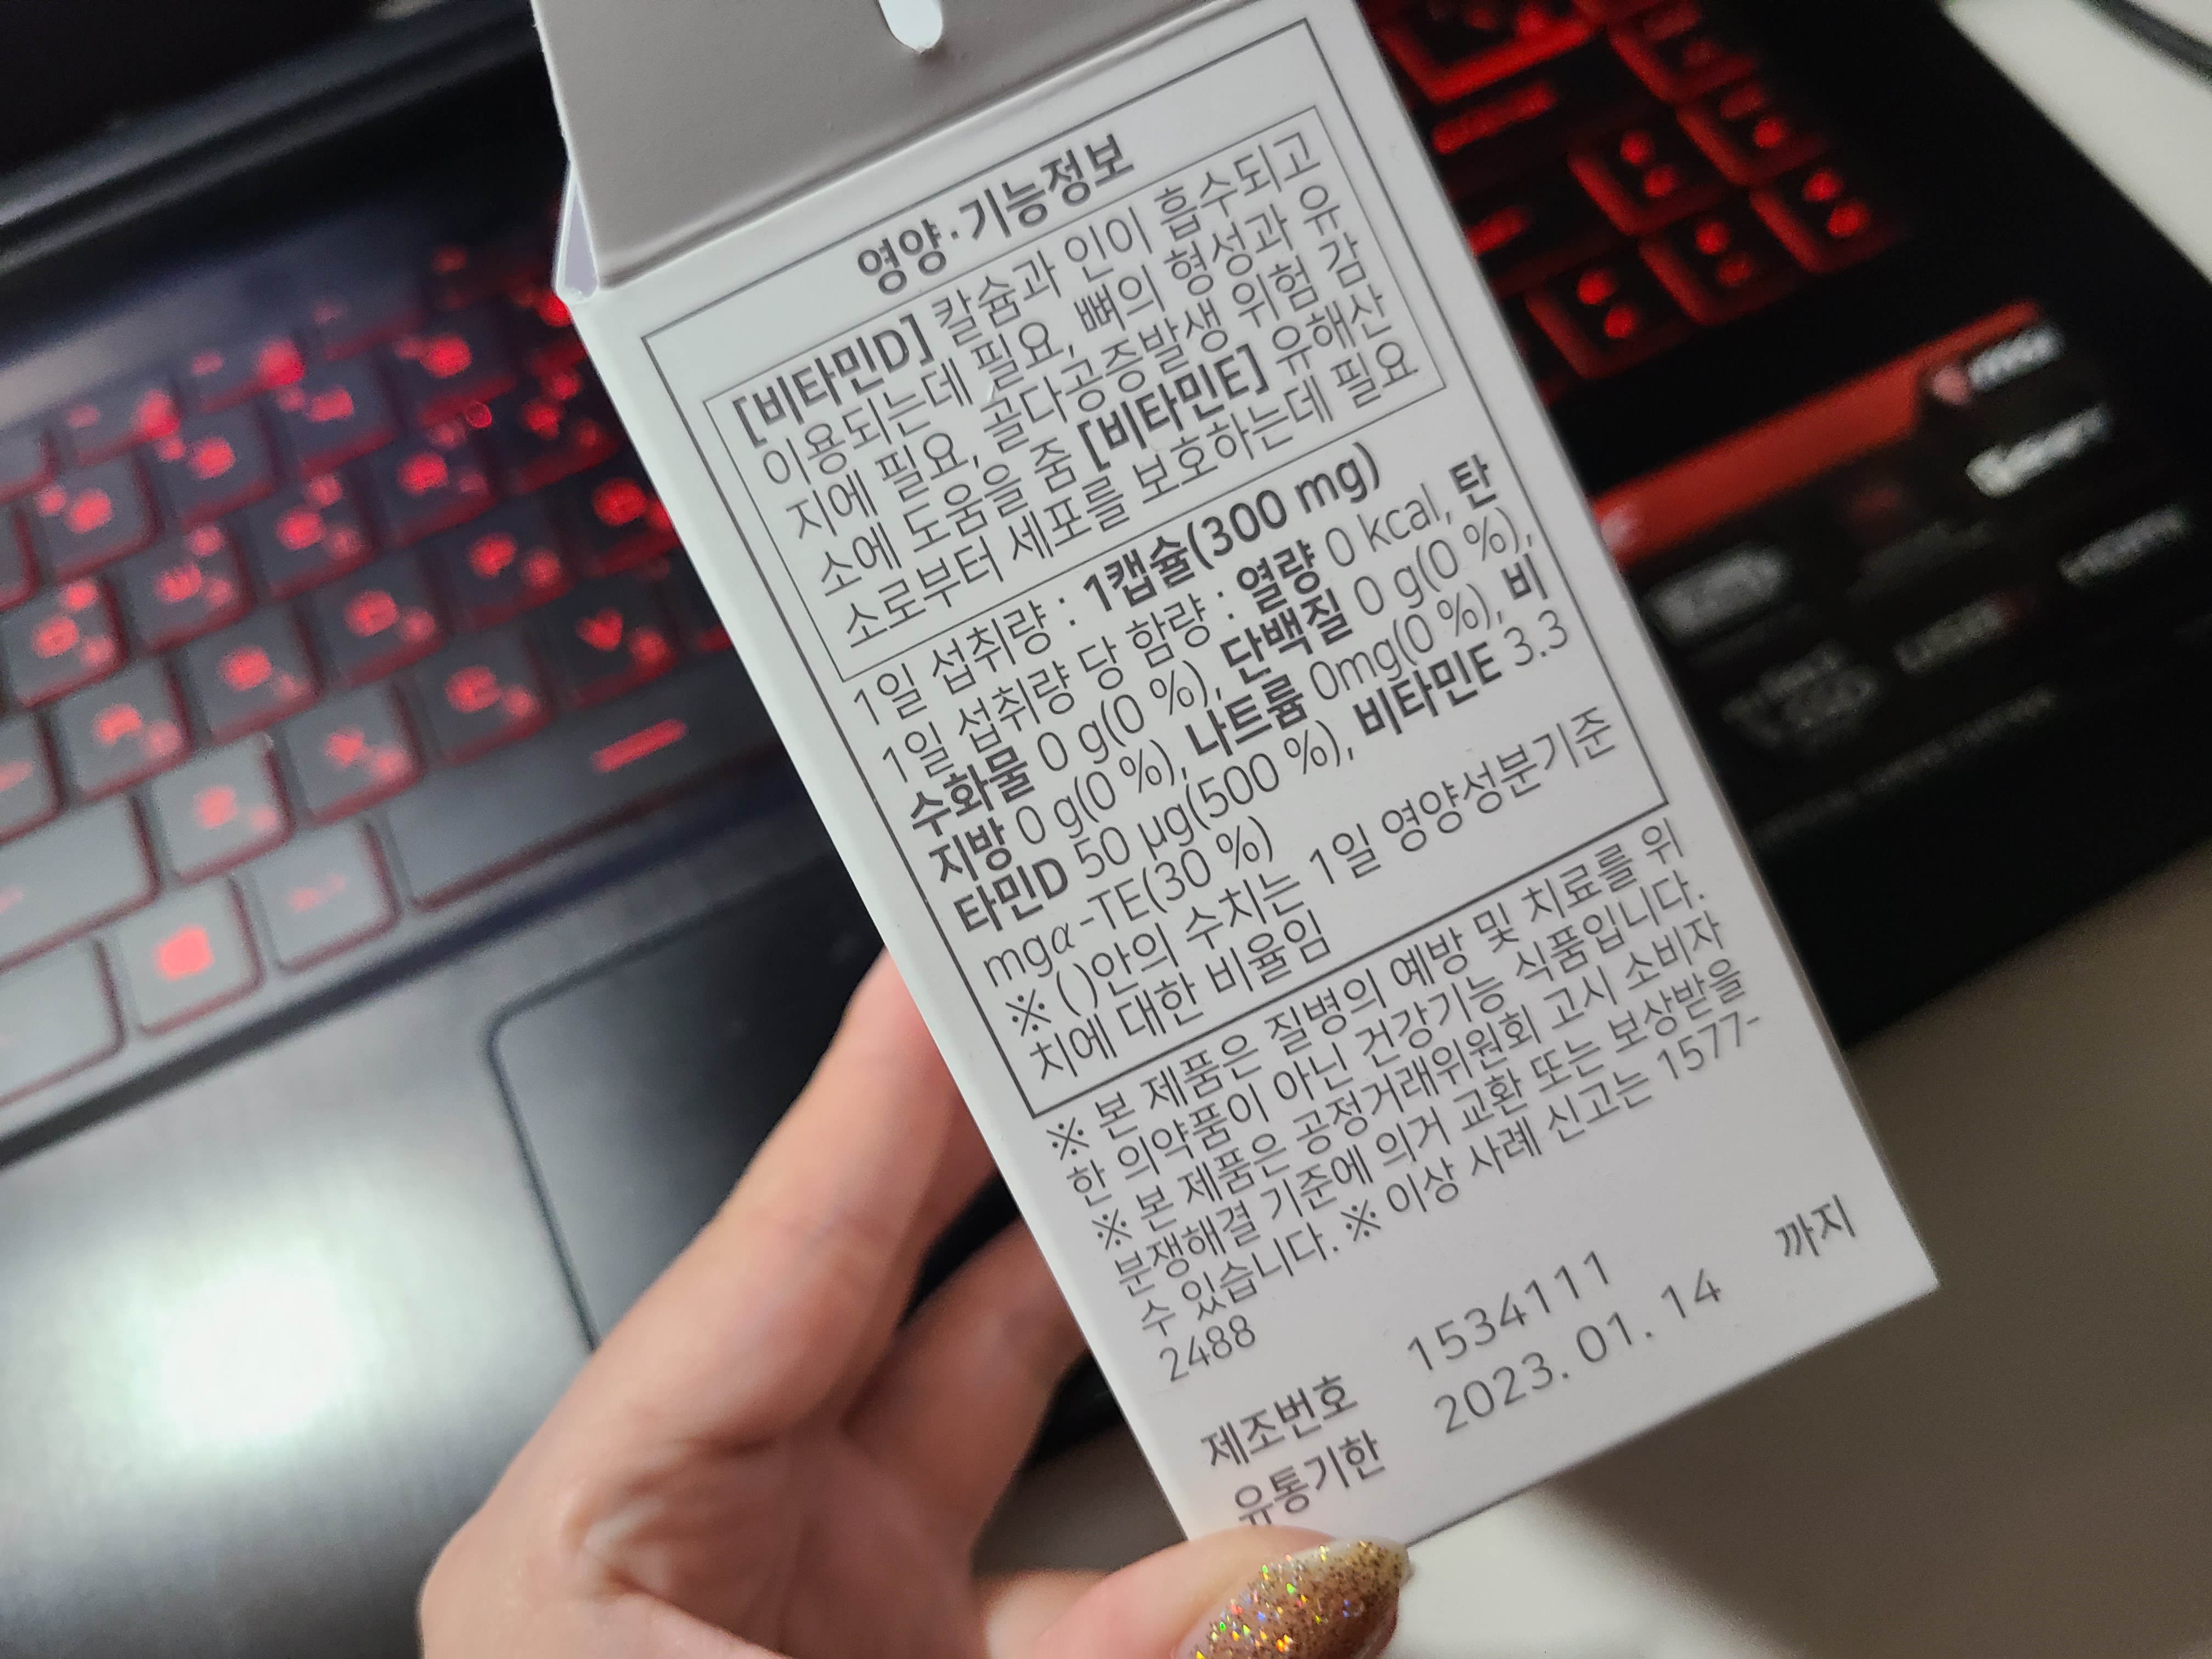 영양·기능정보
[비타민D] 칼슘과 인이 흡수되고
이용되는데 필요, 뼈의 형성과 유
지에 필요, 골다공증발생 위험 감
소에 도움을 줌 [비타민E] 유해산
소로부터 세포를 보호하는데 필요
1일 섭취량 : 1캡슐(300 mg)
1일 섭취량 당 함량 : 열량 0 kcal, 탄
수화물 0 g(0 %), 단백질 0 g(0 %),
지방 0 g(0 %), 나트륨 0mg(0 %), 비
타민D 50 μg(500 %), 비타민E 3.3
mgα-TE(30 %)
※ ( )안의 수치는 1일 영양성분기준
치에 대한 비율임
※ 본 제품은 질병의 예방 및 치료를 위
한 의약품이 아닌 건강기능 식품입니다.
※ 본 제품은 공정거래위원회 고시 소비자
분쟁해결 기준에 의거 교환 또는 보상받을
수 있습니다. ※ 이상 사례 신고는 1577-
2488
제조번호 1534111
유통기한 2023. 01. 14 까지